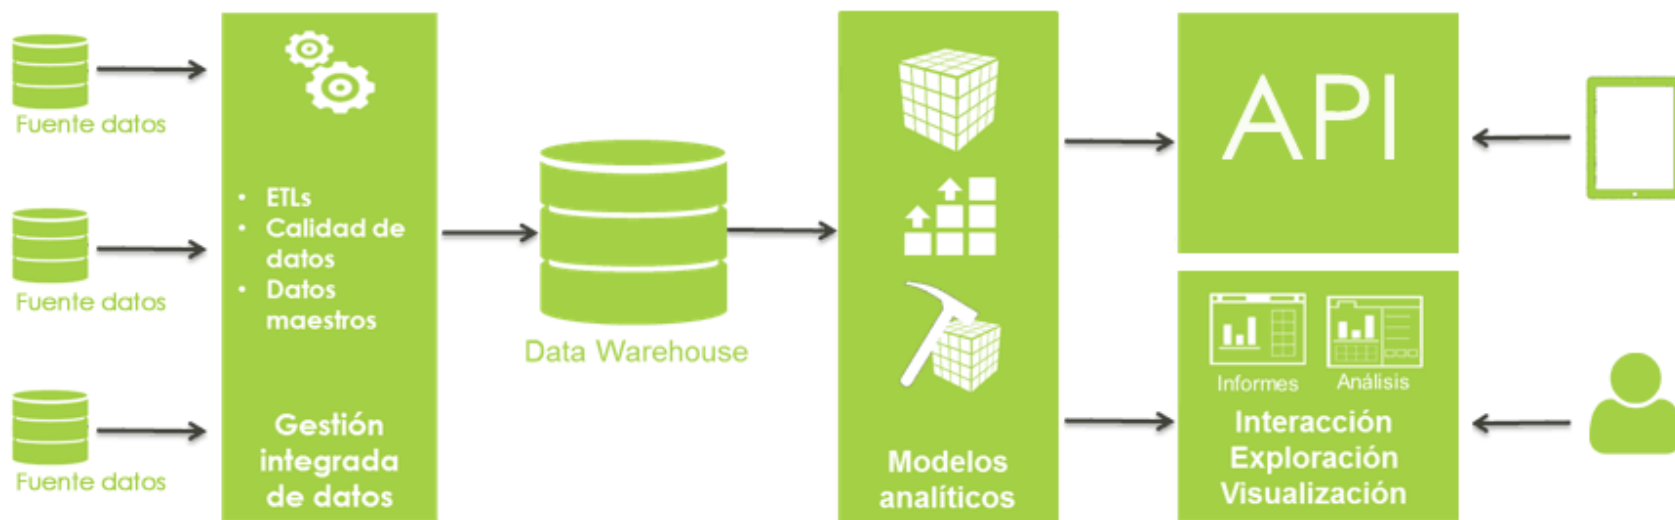 Fuente datos
Fuente datos
Fuente datos
• ETLs
• Calidad de
datos
• Datos
maestros
Gestión
integrada
de datos
Data Warehouse
Modelos
analíticos
API
Informes
Análisis
Interacción
Exploración
Visualización